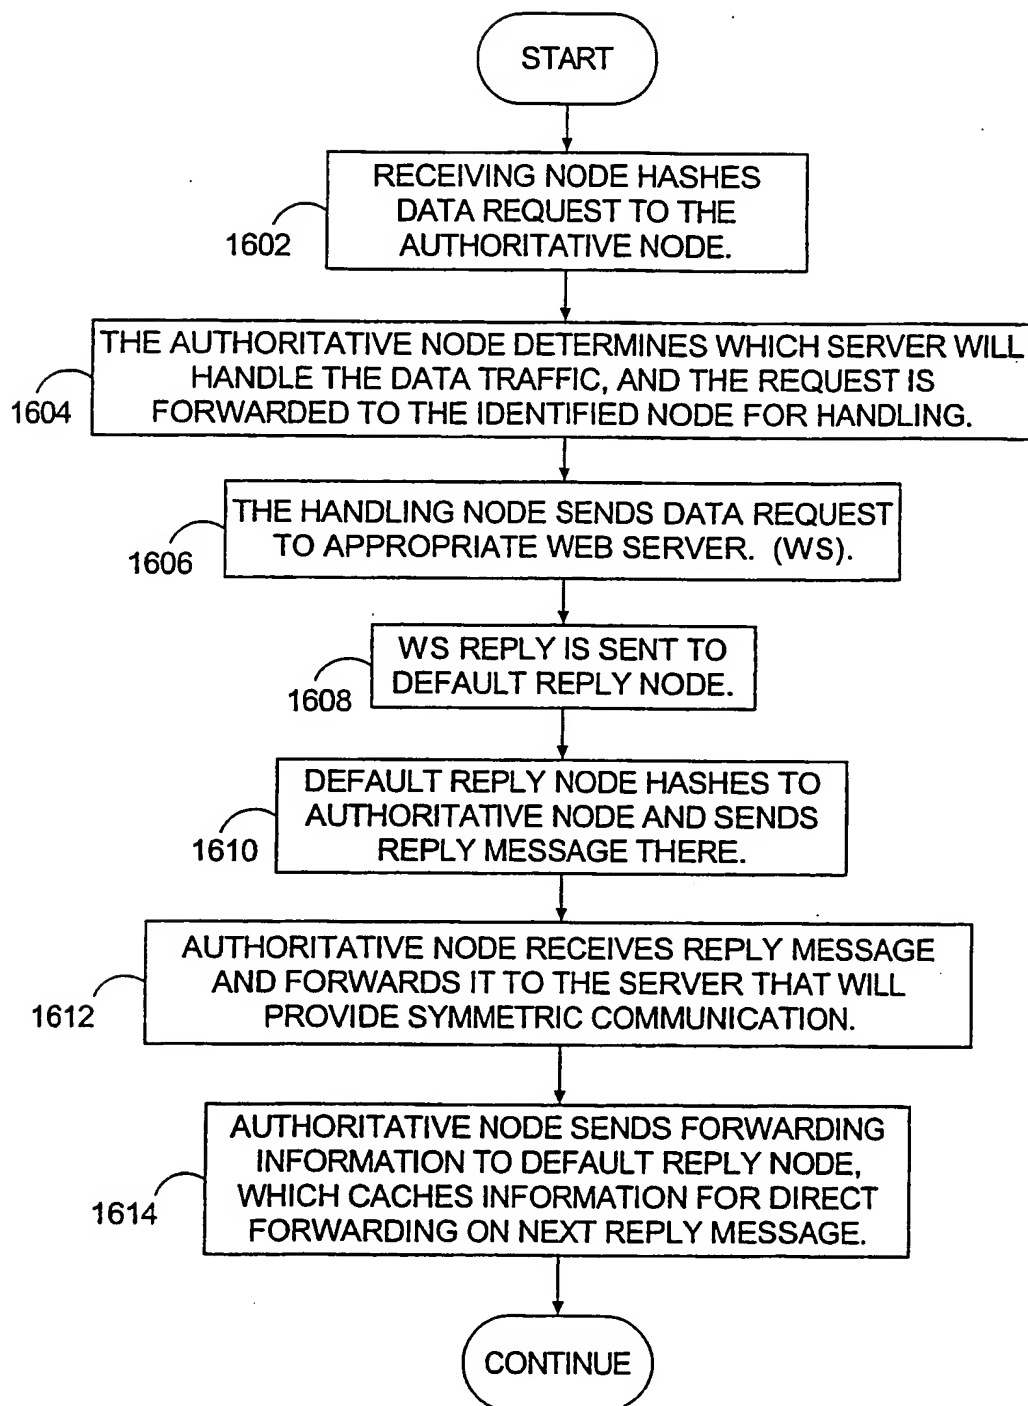 START
RECEIVING NODE HASHES
DATA REQUEST TO THE
AUTHORITATIVE NODE.
1602
THE AUTHORITATIVE NODE DETERMINES WHICH SERVER WILL
HANDLE THE DATA TRAFFIC, AND THE REQUEST IS
FORWARDED TO THE IDENTIFIED NODE FOR HANDLING.
1604
THE HANDLING NODE SENDS DATA REQUEST
TO APPROPRIATE WEB SERVER. (WS).
1606
WS REPLY IS SENT TO
DEFAULT REPLY NODE.
1608
DEFAULT REPLY NODE HASHES TO
AUTHORITATIVE NODE AND SENDS
REPLY MESSAGE THERE.
1610
AUTHORITATIVE NODE RECEIVES REPLY MESSAGE
AND FORWARDS IT TO THE SERVER THAT WILL
PROVIDE SYMMETRIC COMMUNICATION.
1612
AUTHORITATIVE NODE SENDS FORWARDING
INFORMATION TO DEFAULT REPLY NODE,
WHICH CACHES INFORMATION FOR DIRECT
FORWARDING ON NEXT REPLY MESSAGE.
1614
CONTINUE